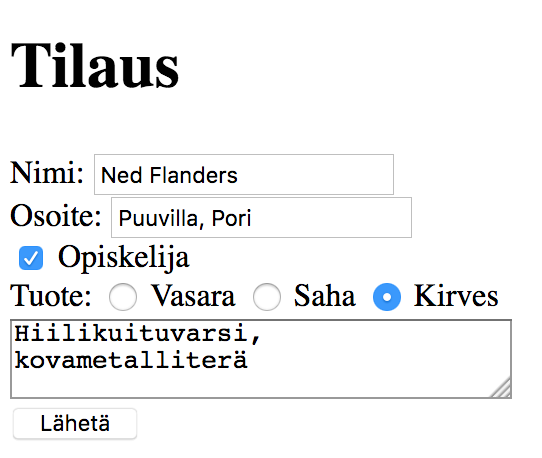 Tilaus
Nimi: Ned Flanders
Osoite: Puuvilla, Pori
Opiskelija
Tuote: Vasara Saha Kirves
Hiilikuituvarsi,
kovametalliterä
Lähetä